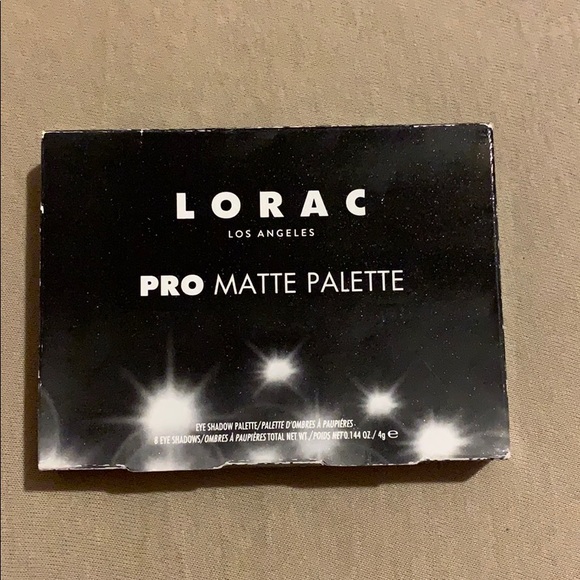 LORAC
LOS ANGELES
PRO MATTE PALETTE
EYE SHADOW PALETTE/PALETTE D'OMBRES À PAUPIÈRES
8 EYE SHADOWS/OMBRES À PAUPIÈRES TOTAL NET WT./POIDS NET 0.144 OZ./4g ℮